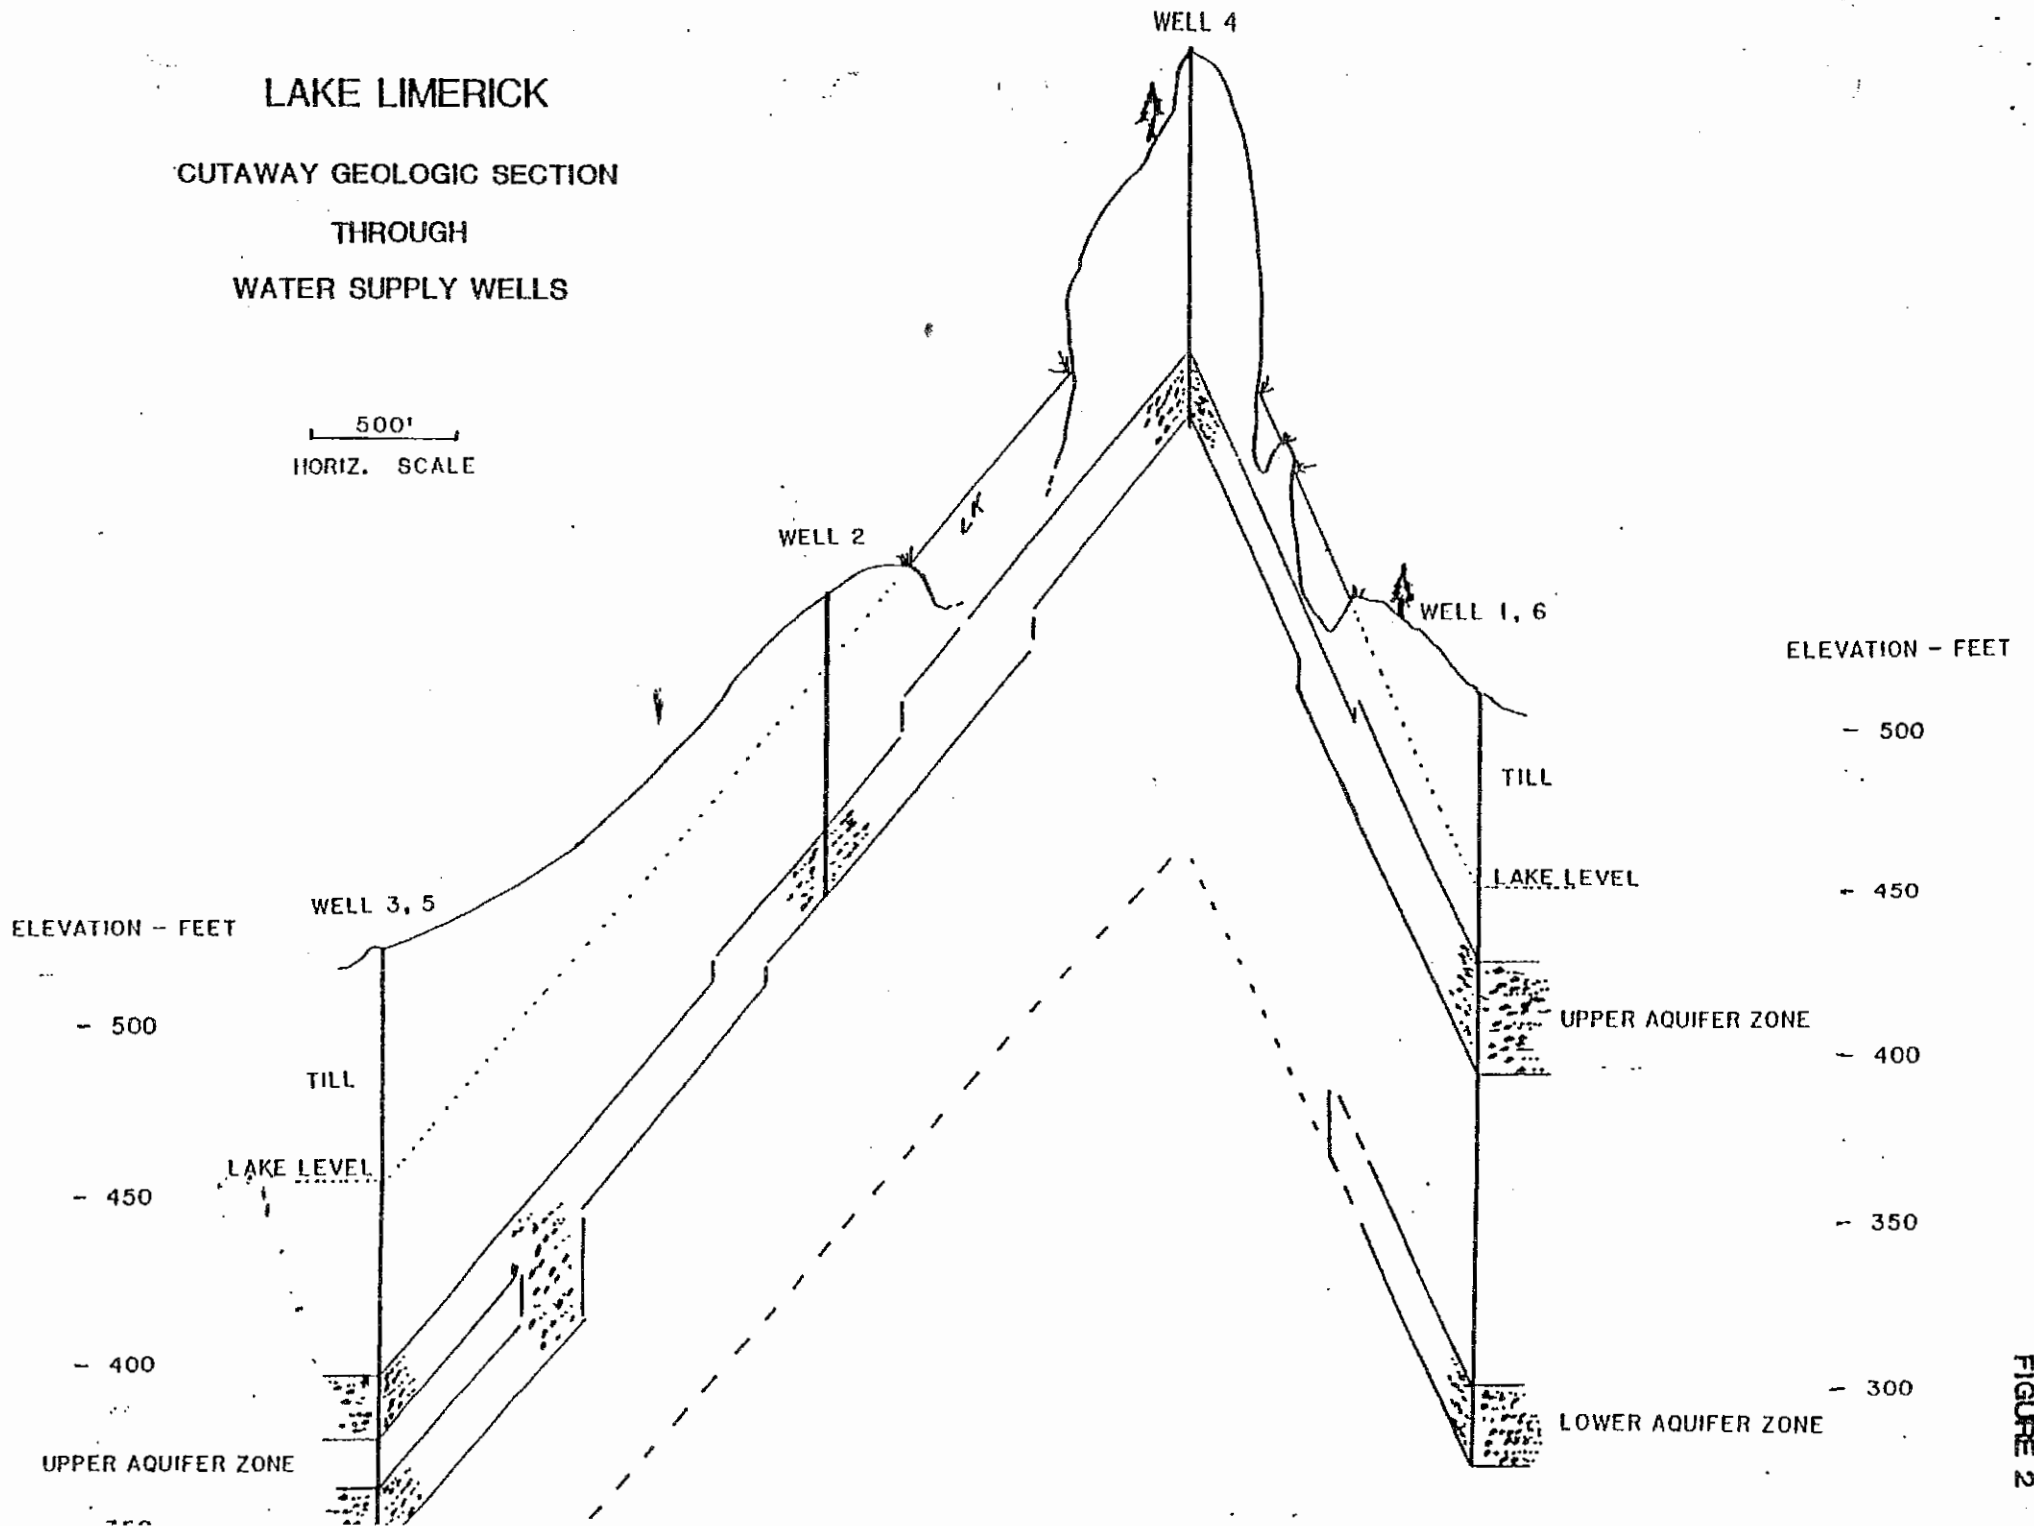 WELL 4
LAKE LIMERICK
CUTAWAY GEOLOGIC SECTION
THROUGH
WATER SUPPLY WELLS
500'
HORIZ. SCALE
WELL 2
WELL 1, 6
ELEVATION - FEET
- 500
TILL
LAKE LEVEL
- 450
WELL 3, 5
ELEVATION - FEET
- 500
UPPER AQUIFER ZONE
- 400
TILL
LAKE LEVEL
- 450
- 350
- 400
- 300
LOWER AQUIFER ZONE
UPPER AQUIFER ZONE
FIGURE 2